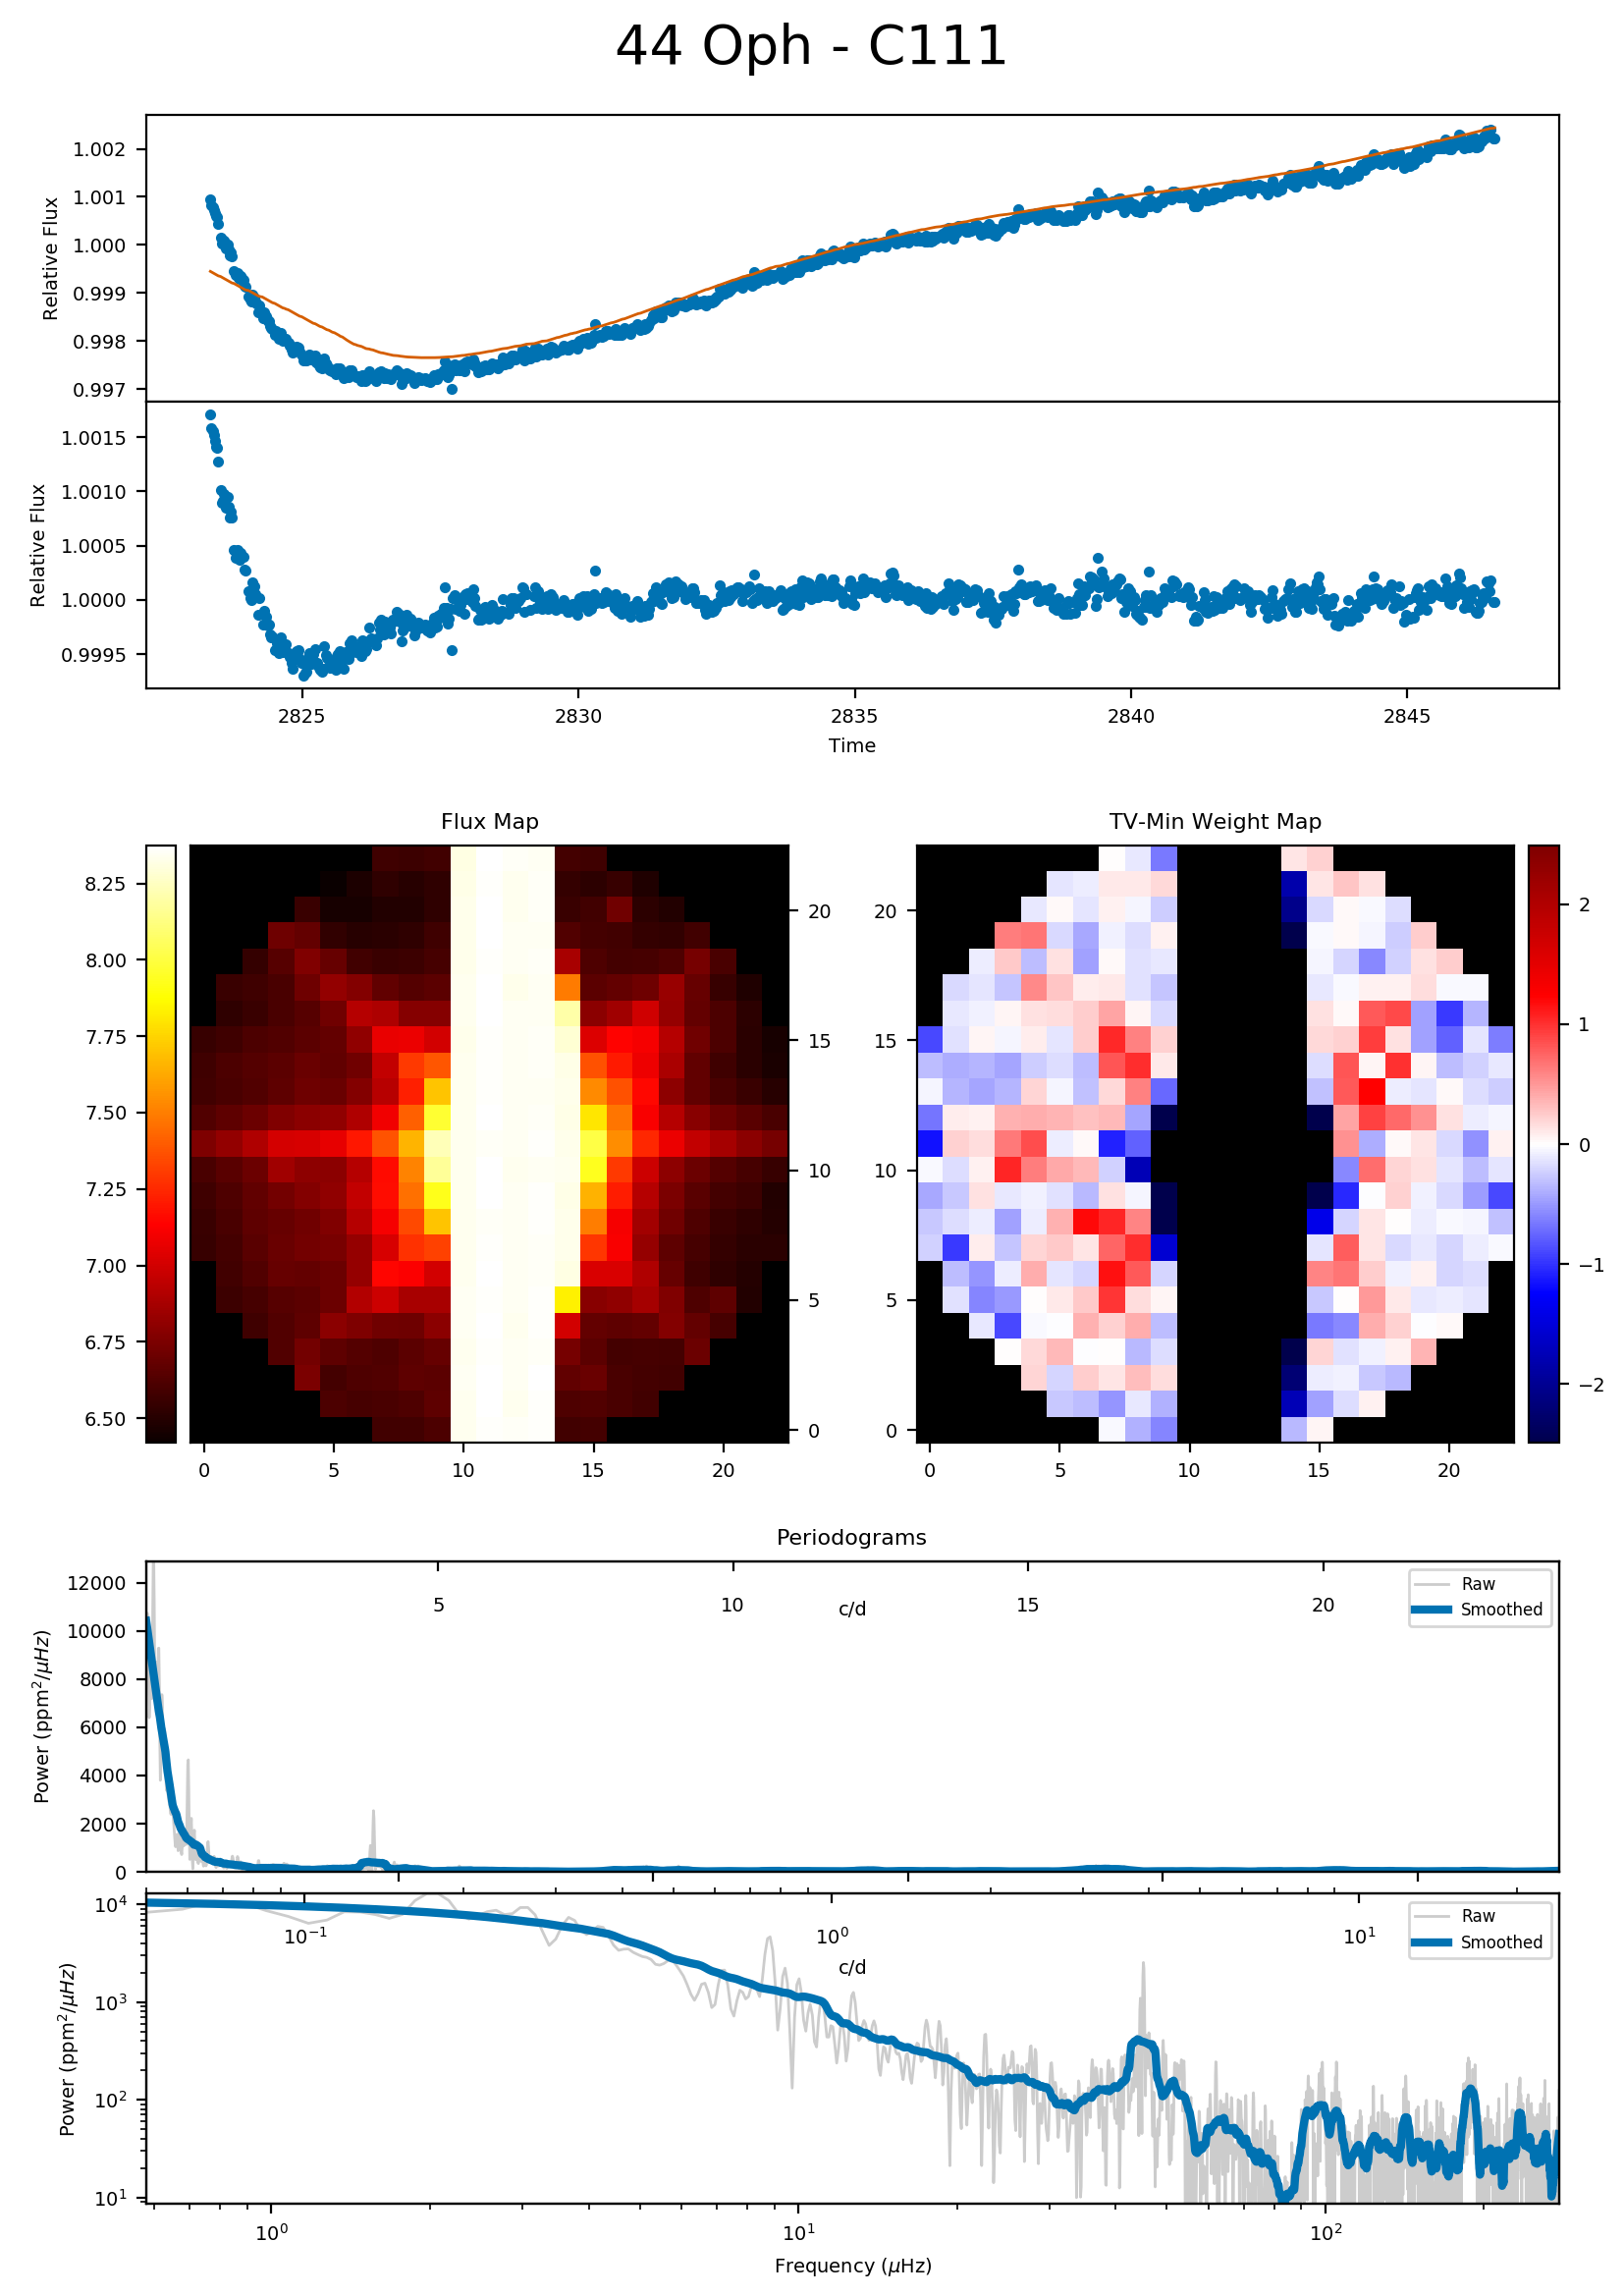 44 Oph - C111
Relative Flux
1.002
1.001
1.000
0.999
0.998
0.997
Relative Flux
1.0015
1.0010
1.0005
1.0000
0.9995
2825 2830 2835 2840 2845
Time
Flux Map
8.25
8.00
7.75
7.50
7.25
7.00
6.75
6.50
20
15
10
5
0
0 5 10 15 20
TV-Min Weight Map
20
15
10
5
0
0 5 10 15 20
2
1
0
−1
−2
Periodograms
Power (ppm²/μHz)
12000
10000
8000
6000
4000
2000
0
5 10 15 20
c/d
Raw
Smoothed
Power (ppm²/μHz)
10⁴
10³
10²
10¹
10⁻¹ 10⁰ 10¹
c/d
Raw
Smoothed
10⁰ 10¹ 10²
Frequency (μHz)